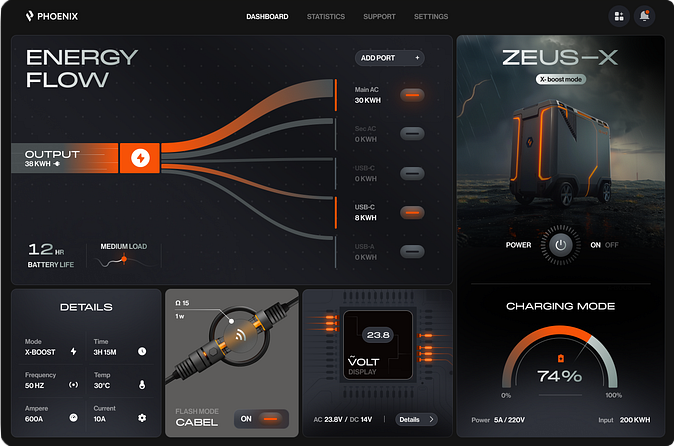 PHOENIX
DASHBOARD
STATISTICS
SUPPORT
SETTINGS
ENERGY
FLOW
ADD PORT +
OUTPUT
38 KWH
Main AC
30 KWH
Sec AC
0 KWH
USB-C
0 KWH
USB-C
8 KWH
USB-A
0 KWH
12 HR
BATTERY LIFE
MEDIUM LOAD
ZEUS-X
X- boost mode
POWER
ON OFF
CHARGING MODE
74%
0%
100%
Power 5A / 220V
Input 200 KWH
DETAILS
Mode
X-BOOST
Time
3H 15M
Frequency
50 HZ
Temp
30°C
Ampere
600A
Current
10A
Ω 15
1 w
FLASH MODE
CABEL
ON
23.8
VOLT
DISPLAY
AC 23.8V / DC 14V
Details